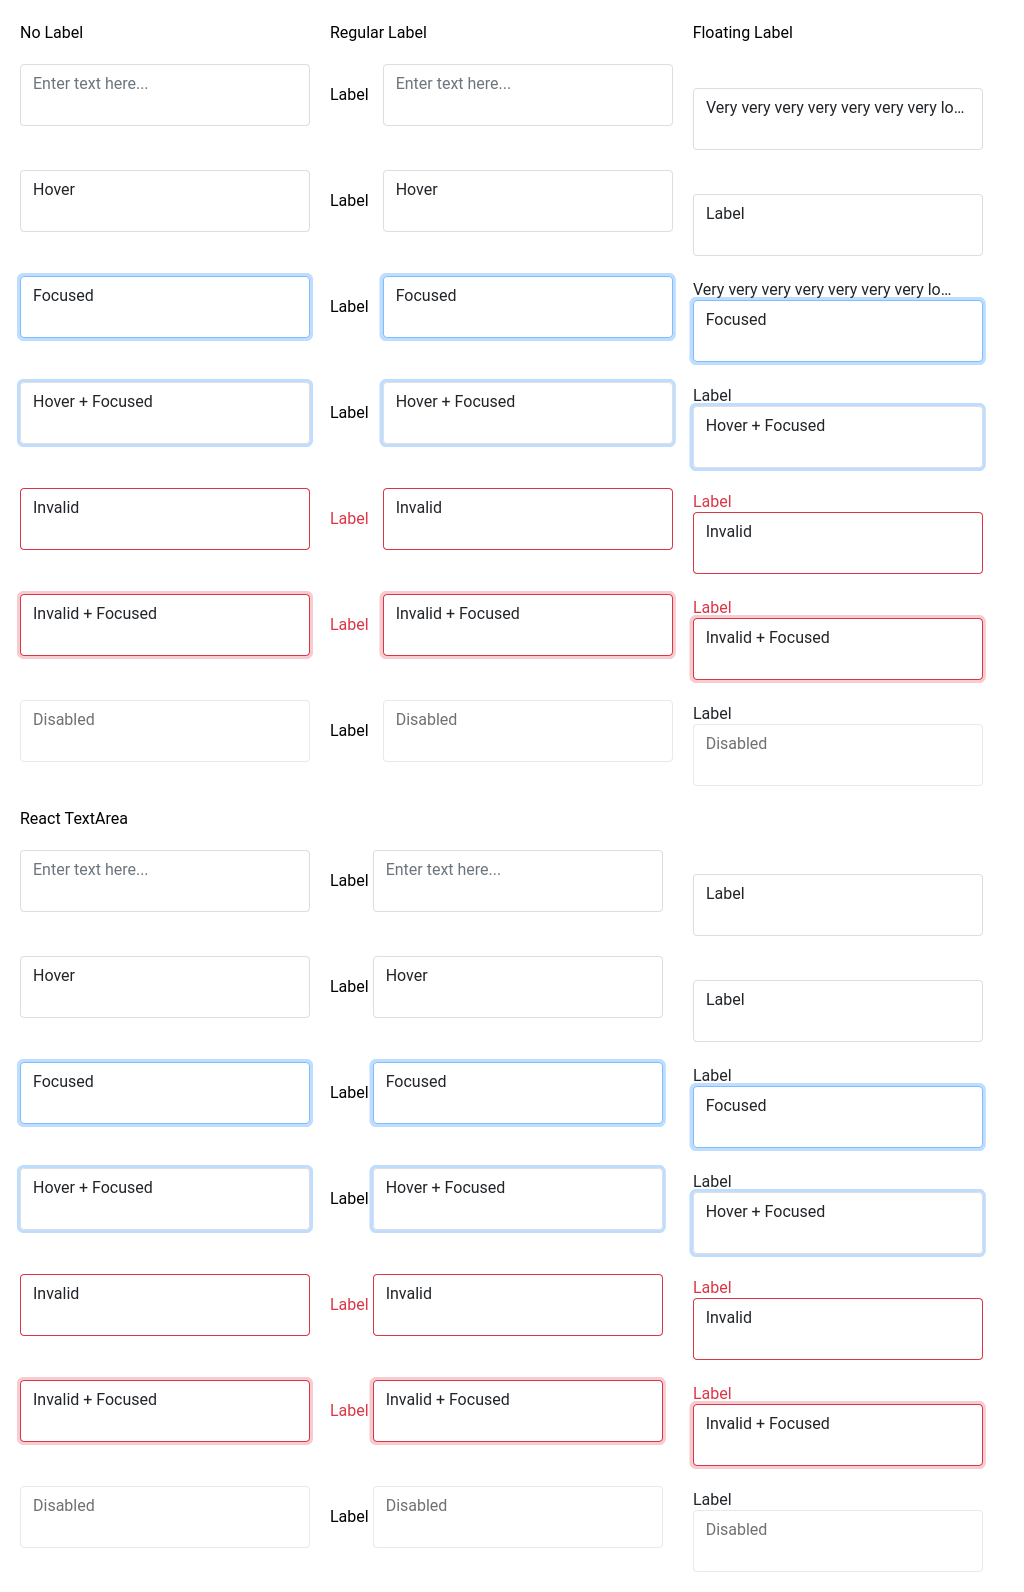 No Label Regular Label Floating Label
Enter text here... Label Enter text here...
Very very very very very very very lo...
Hover Label Hover
Label
Focused Label Focused
Very very very very very very very lo...
Focused
Hover + Focused Label Hover + Focused
Label
Hover + Focused
Invalid Label Invalid
Label
Invalid
Invalid + Focused Label Invalid + Focused
Label
Invalid + Focused
Disabled Label Disabled
Label
Disabled
React TextArea
Enter text here... Label Enter text here...
Label
Hover Label Hover
Label
Focused Label Focused
Label
Focused
Hover + Focused Label Hover + Focused
Label
Hover + Focused
Invalid Label Invalid
Label
Invalid
Invalid + Focused Label Invalid + Focused
Label
Invalid + Focused
Disabled Label Disabled
Label
Disabled